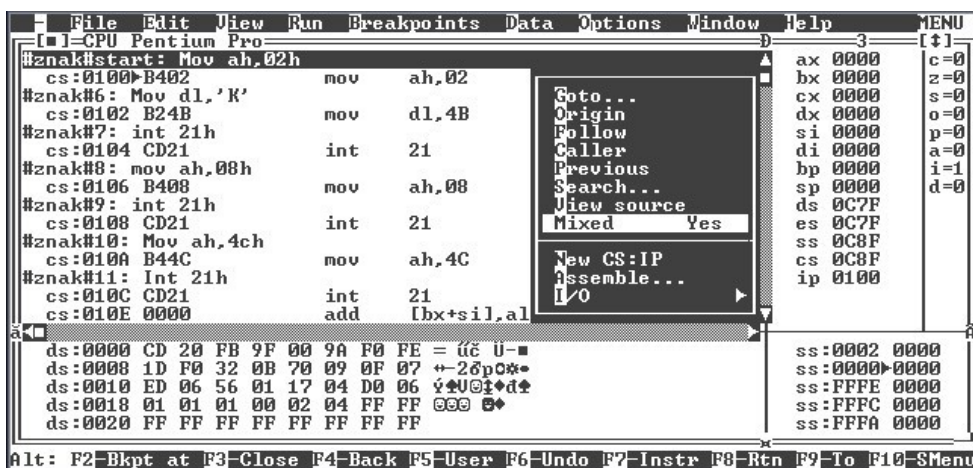 File Edit View Run Breakpoints Data Options Window Help MENU
[■]=CPU Pentium Pro 3 [↕]
#znak#start: Mov ah,02h
cs:0100►B402 mov ah,02
#znak#6: Mov dl,'K'
cs:0102 B24B mov dl,4B
#znak#7: int 21h
cs:0104 CD21 int 21
#znak#8: mov ah,08h
cs:0106 B408 mov ah,08
#znak#9: int 21h
cs:0108 CD21 int 21
#znak#10: Mov ah,4ch
cs:010A B44C mov ah,4C
#znak#11: Int 21h
cs:010C CD21 int 21
cs:010E 0000 add [bx+si],al
Goto...
Origin
Follow
Caller
Previous
Search...
View source
Mixed Yes
New CS:IP
Assemble...
I/O ►
ax 0000 c=0
bx 0000 z=0
cx 0000 s=0
dx 0000 o=0
si 0000 p=0
di 0000 a=0
bp 0000 i=1
sp 0000 d=0
ds 0C7F
es 0C7F
ss 0C8F
cs 0C8F
ip 0100
ds:0000 CD 20 FB 9F 00 9A F0 FE
ds:0008 1D F0 32 0B 70 09 0F 07
ds:0010 ED 06 56 01 17 04 D0 06
ds:0018 01 01 01 00 02 04 FF FF
ds:0020 FF FF FF FF FF FF FF FF
ss:0002 0000
ss:0000►0000
ss:FFFE 0000
ss:FFFC 0000
ss:FFFA 0000
Alt: F2-Bkpt at F3-Close F4-Back F5-User F6-Undo F7-Instr F8-Rtn F9-To F10-SMenu